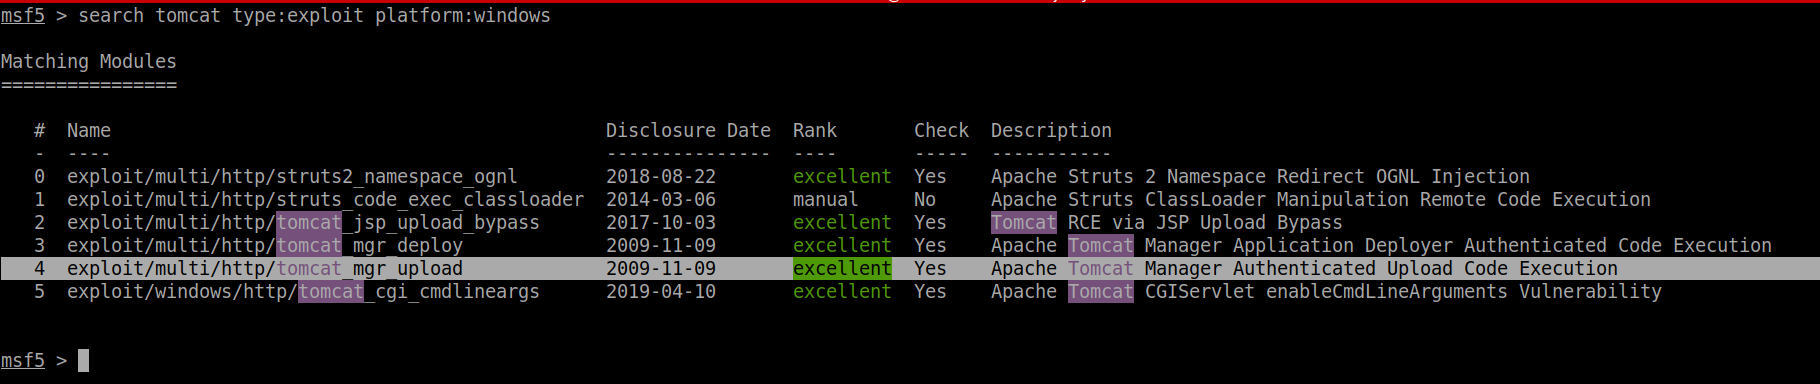 msf5 > search tomcat type:exploit platform:windows
Matching Modules
================
#  Name                                          Disclosure Date  Rank       Check  Description
-  ----                                          ---------------  ----       -----  -----------
0  exploit/multi/http/struts2_namespace_ognl        2018-08-22       excellent  Yes    Apache Struts 2 Namespace Redirect OGNL Injection
1  exploit/multi/http/struts_code_exec_classloader  2014-03-06       manual     No     Apache Struts ClassLoader Manipulation Remote Code Execution
2  exploit/multi/http/tomcat_jsp_upload_bypass      2017-10-03       excellent  Yes    Tomcat RCE via JSP Upload Bypass
3  exploit/multi/http/tomcat_mgr_deploy             2009-11-09       excellent  Yes    Apache Tomcat Manager Application Deployer Authenticated Code Execution
4  exploit/multi/http/tomcat_mgr_upload             2009-11-09       excellent  Yes    Apache Tomcat Manager Authenticated Upload Code Execution
5  exploit/windows/http/tomcat_cgi_cmdlineargs      2019-04-10       excellent  Yes    Apache Tomcat CGIServlet enableCmdLineArguments Vulnerability
msf5 >